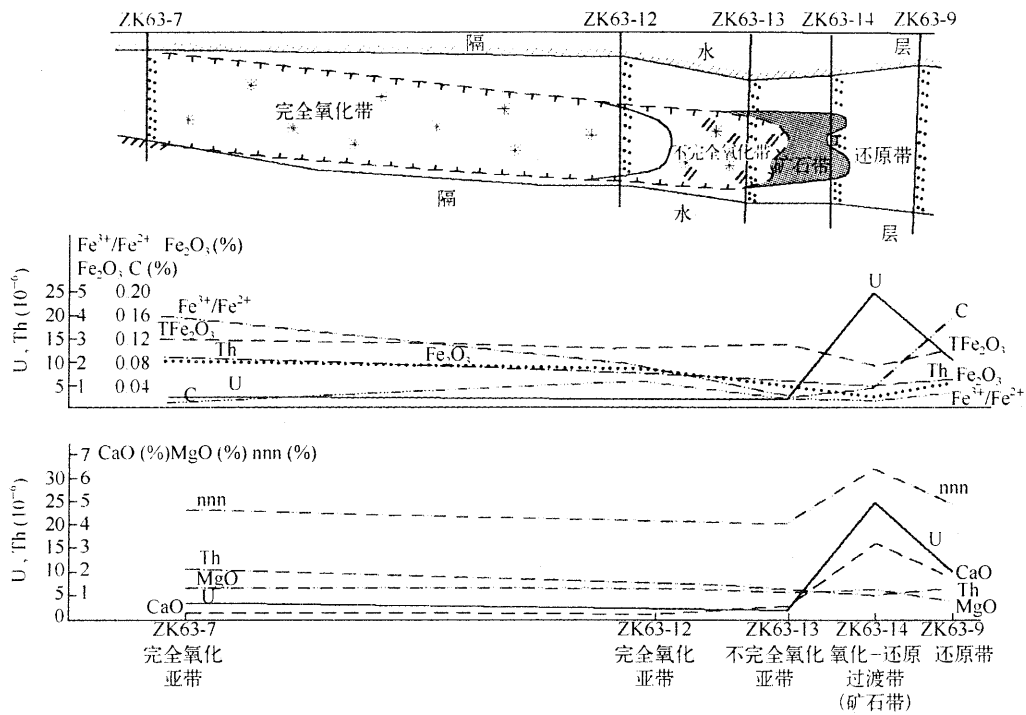 ZK63-7 ZK63-12 ZK63-13 ZK63-14 ZK63-9
隔 水 层
完全氧化带 不完全氧化带 矿石带 还原带
隔 水 层
Fe³⁺/Fe²⁺ Fe₂O₃(%)
Fe₂O₃ C (%)
U
25 5 0.20
Fe³⁺/Fe²⁺
C
20 4 0.16
TFe₂O₃
15 3 0.12
TFe₂O₃
Th
Fe₂O₃
10 2 0.08
Th
Fe₂O₃
5 1 0.04
C
U
Fe³⁺/Fe²⁺
U, Th (10⁻⁶)
7 CaO (%)MgO (%) nnn (%)
30 6
nnn
nnn
25 5
20 4
U
15 3
Th
10 2
MgO
CaO
5 1
U
Th
CaO
MgO
0
U, Th (10⁻⁶)
ZK63-7 ZK63-12 ZK63-13 ZK63-14 ZK63-9
完全氧化 完全氧化 不完全氧化 氧化-还原 还原带
亚带 亚带 亚带 过渡带
(矿石带)